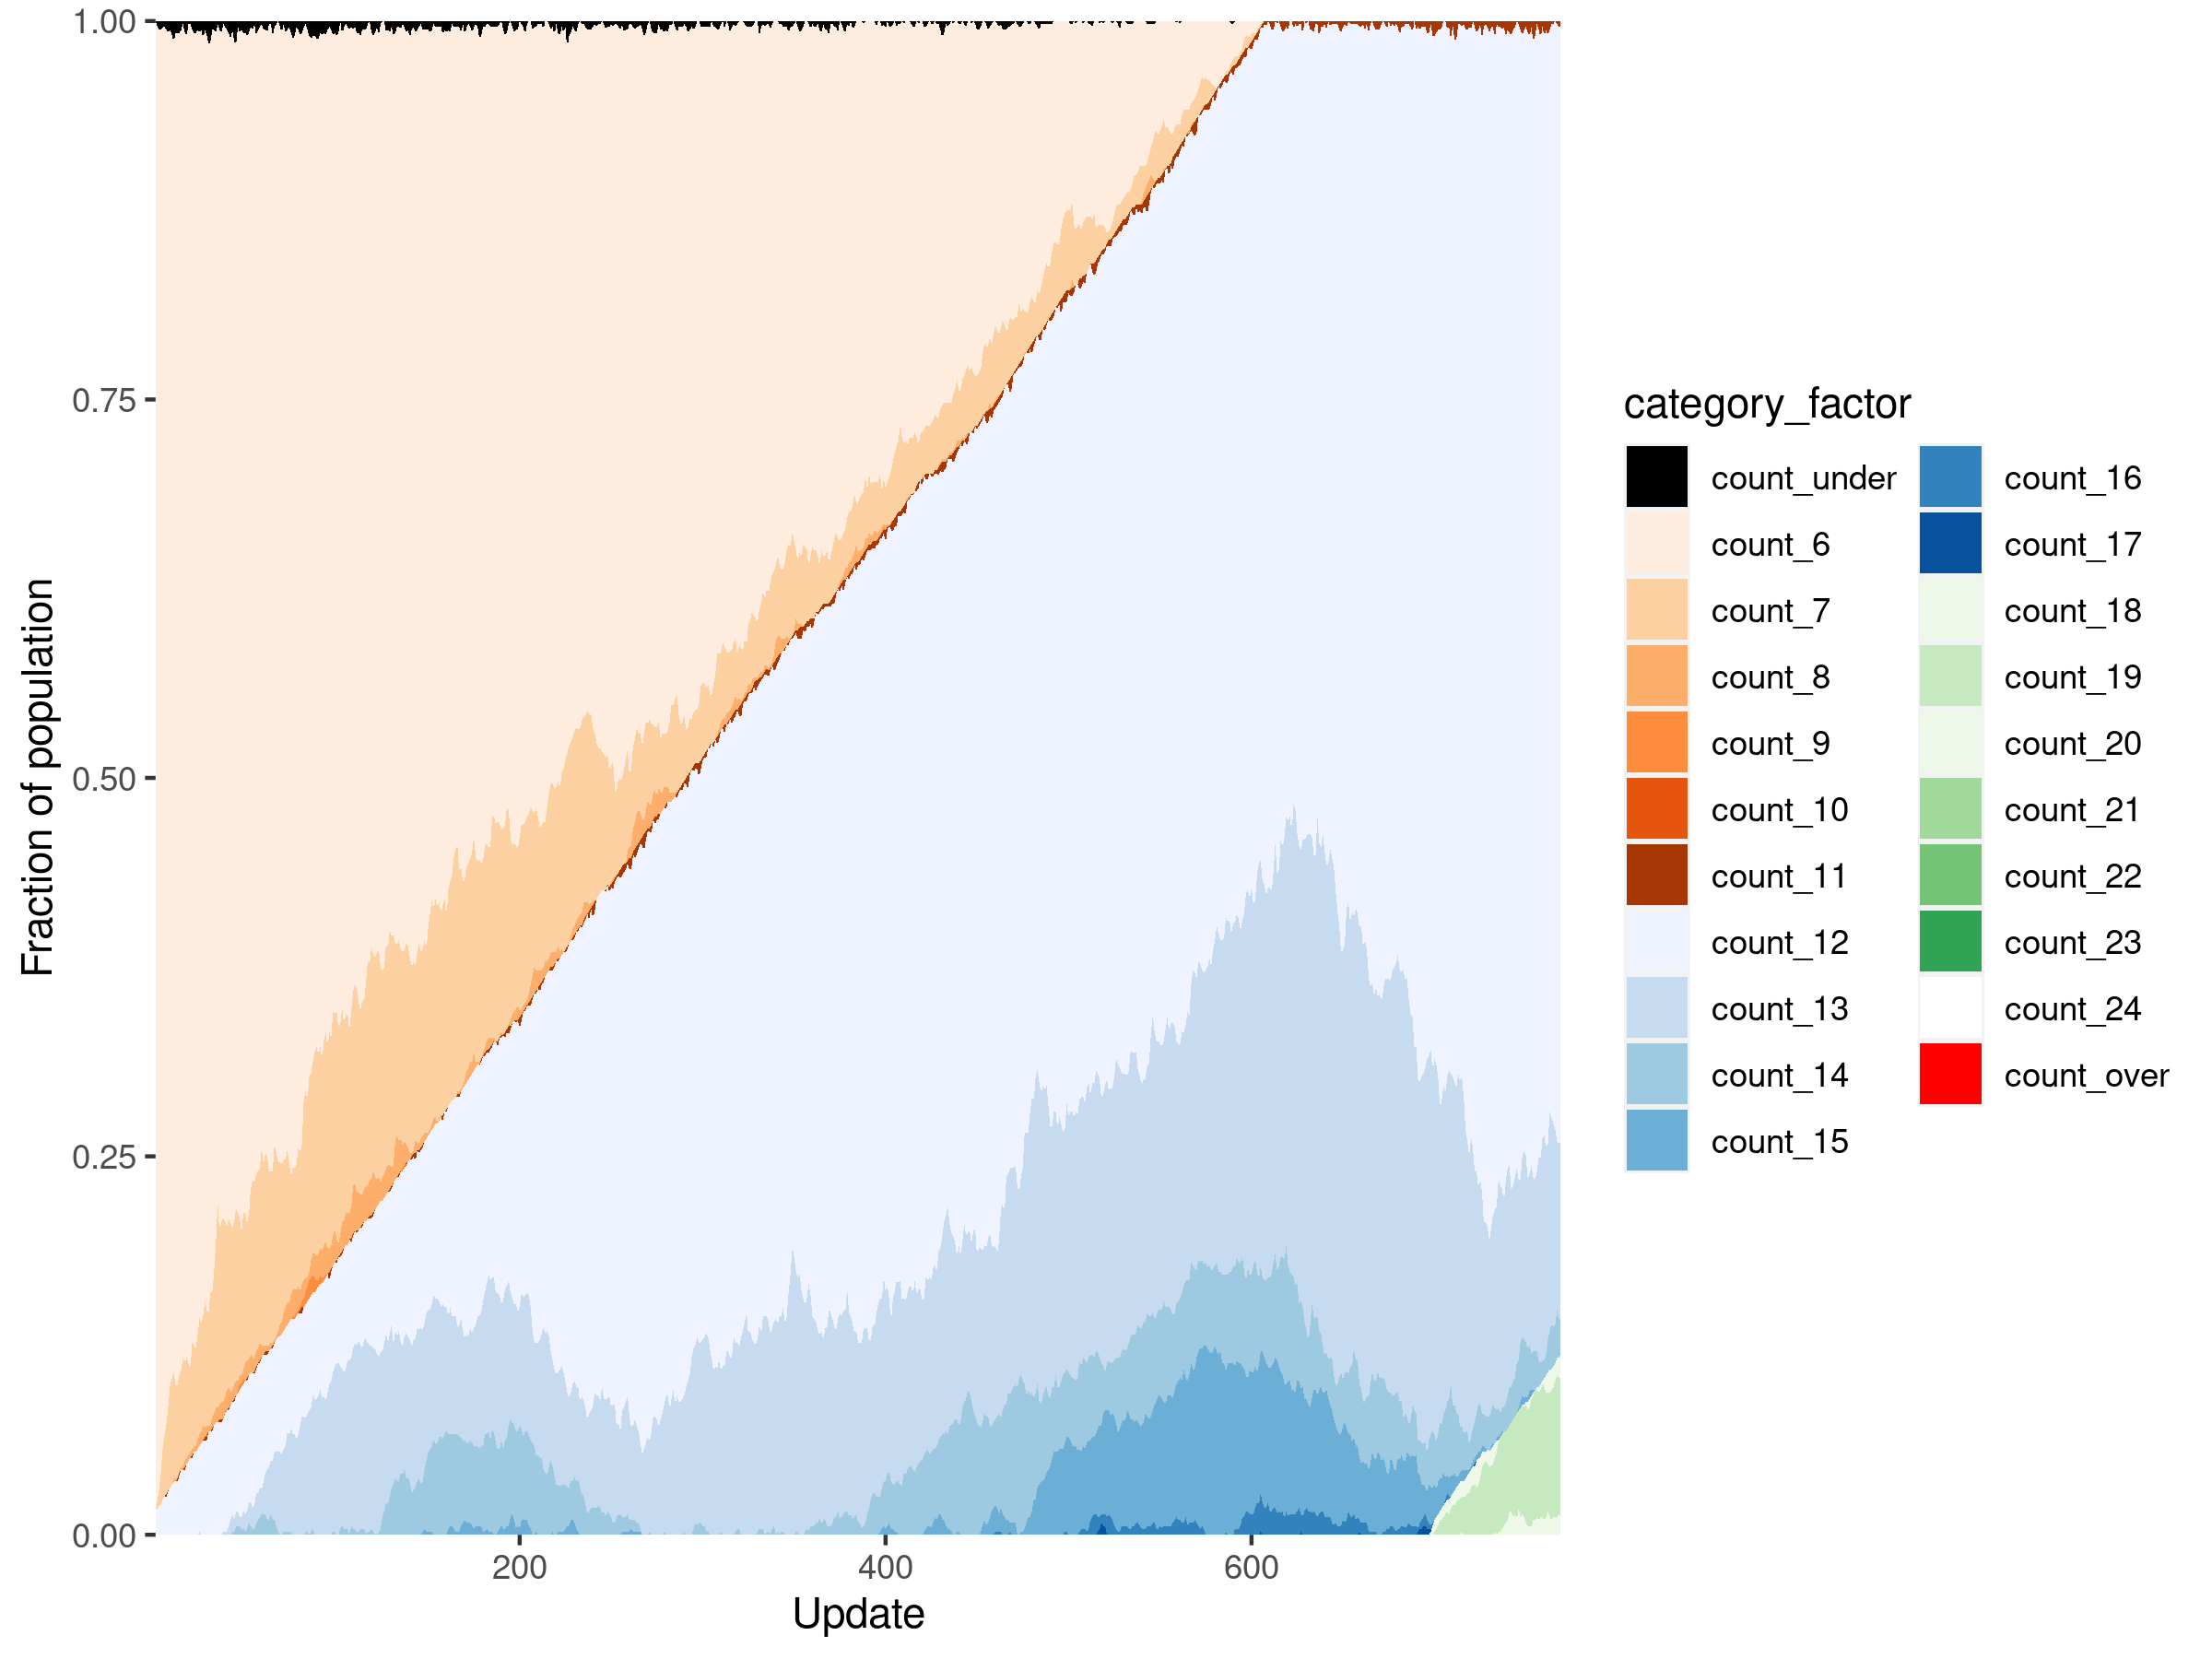 1.00
0.75
0.50
0.25
0.00
Fraction of population
200
400
600
Update
category_factor
count_under
count_6
count_7
count_8
count_9
count_10
count_11
count_12
count_13
count_14
count_15
count_16
count_17
count_18
count_19
count_20
count_21
count_22
count_23
count_24
count_over